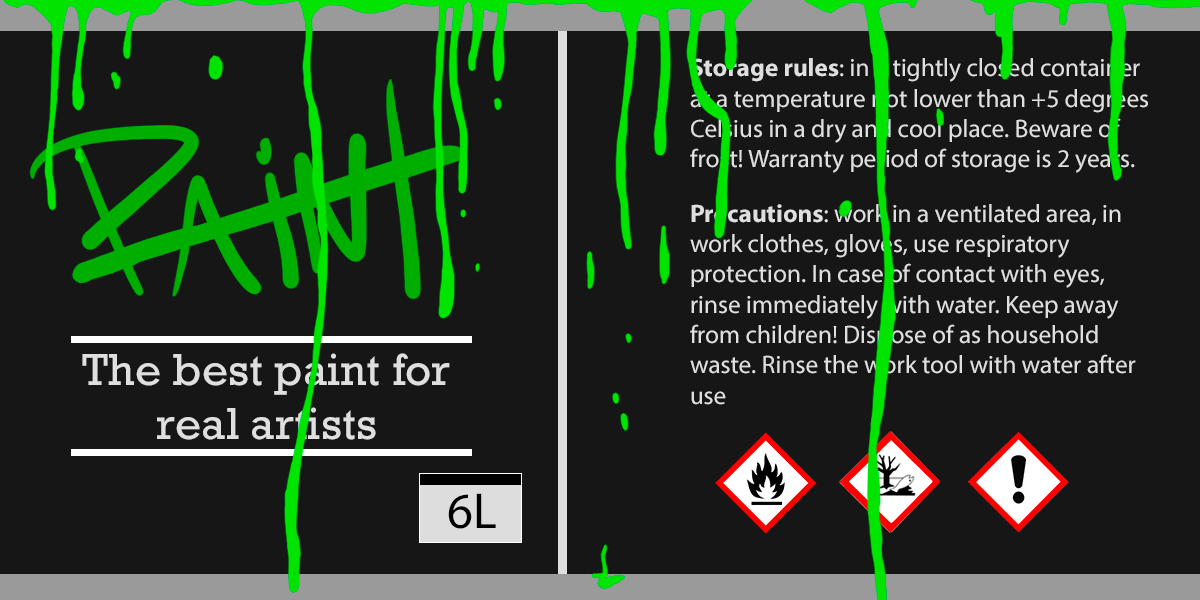 PAINT
The best paint for
real artists
6L
Storage rules: in a tightly closed container
at a temperature not lower than +5 degrees
Celsius in a dry and cool place. Beware of
frost! Warranty period of storage is 2 years.
Precautions: work in a ventilated area, in
work clothes, gloves, use respiratory
protection. In case of contact with eyes,
rinse immediately with water. Keep away
from children! Dispose of as household
waste. Rinse the work tool with water after
use